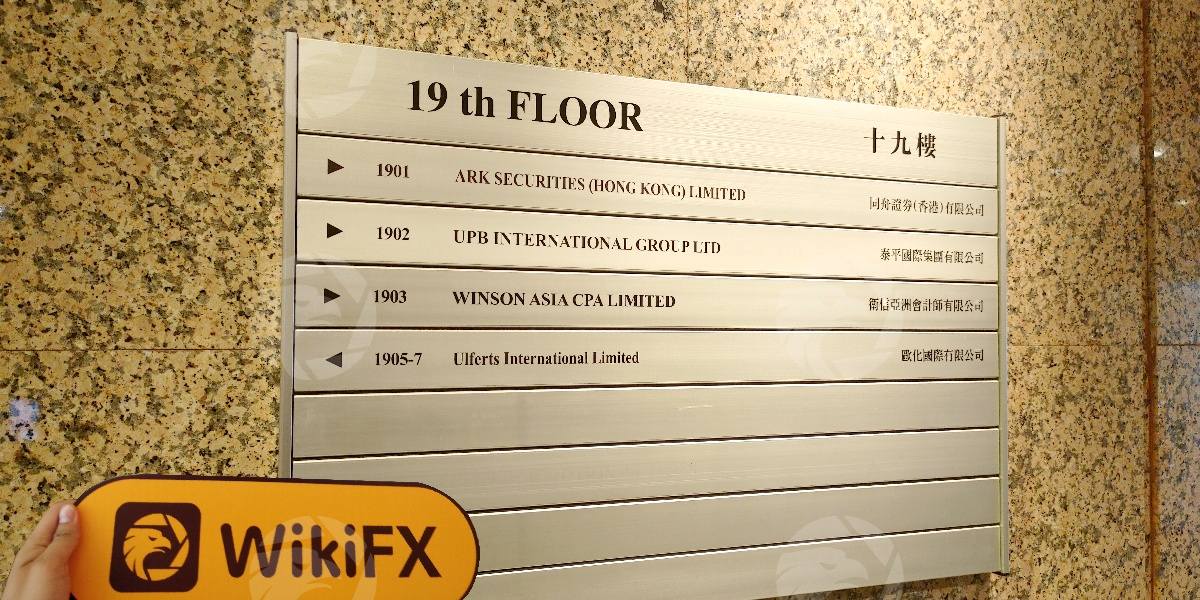 19 th FLOOR 十九樓
▶ 1901 ARK SECURITIES (HONG KONG) LIMITED 同舟證券(香港)有限公司
▶ 1902 UPB INTERNATIONAL GROUP LTD 泰平國際集團有限公司
▶ 1903 WINSON ASIA CPA LIMITED 衛信亞洲會計師有限公司
◀ 1905-7 Ulferts International Limited 歐化國際有限公司
WikiFX